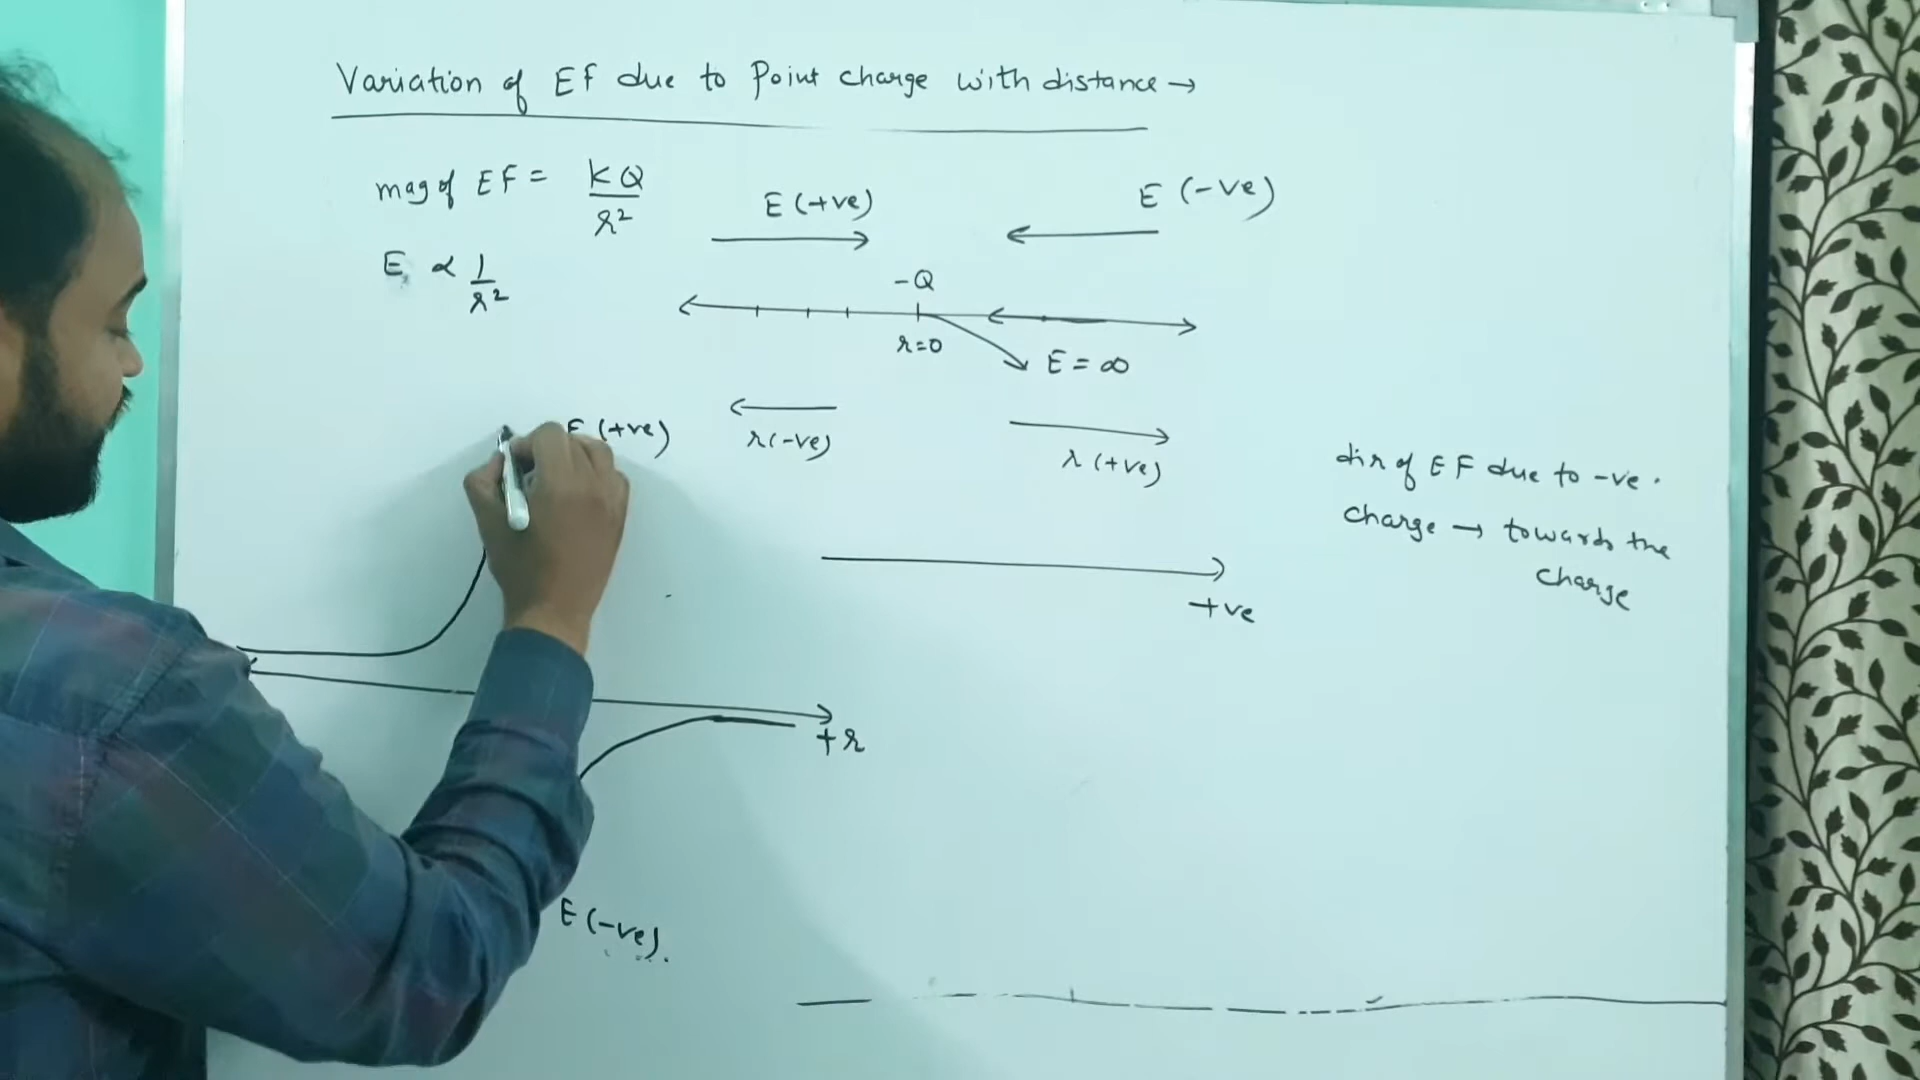 Variation of EF due to Point charge with distance →
mag of EF = kQ/r²
E ∝ 1/r²
E (+ve)
E (-ve)
-Q
r=0
E = ∞
r(-ve)
r (+ve)
E (+ve)
+ve
dir of EF due to -ve.
charge → towards the
charge
+r
E (-ve).